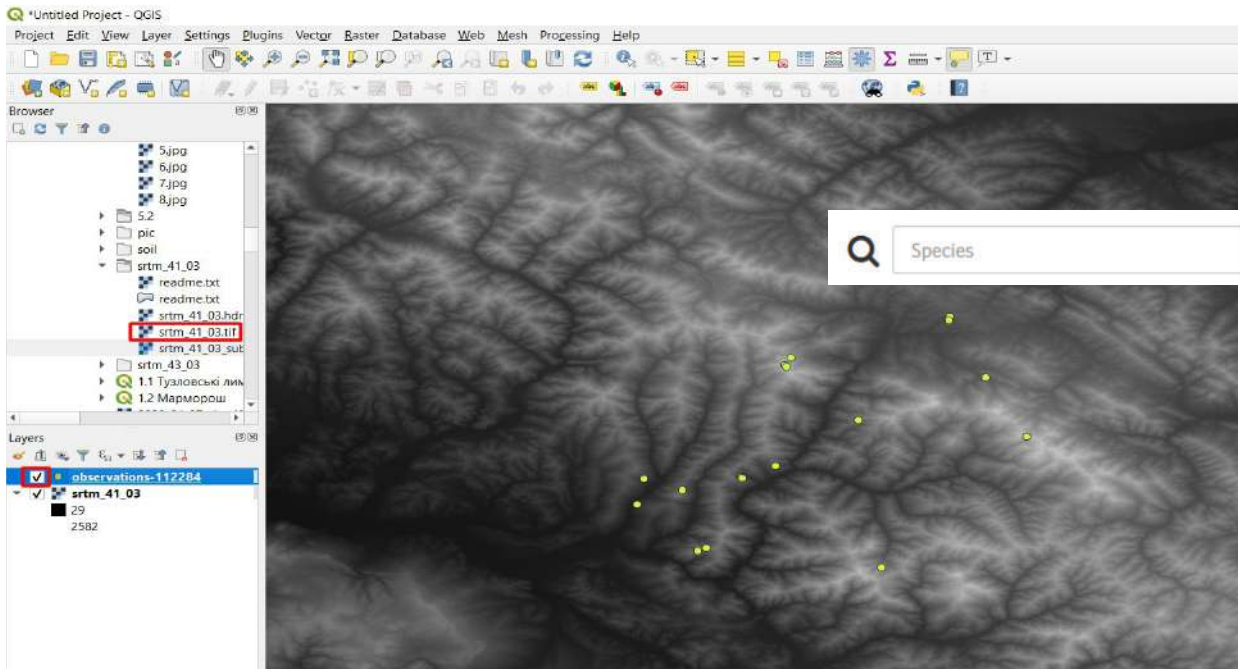 *Untitled Project - QGIS
Project Edit View Layer Settings Plugins Vector Raster Database Web Mesh Processing Help
Browser
5.jpg
6.jpg
7.jpg
8.jpg
5.2
pic
soil
srtm_41_03
readme.txt
readme.txt
srtm_41_03.hdr
srtm_41_03.tif
srtm_41_03_sub
srtm_43_03
1.1 Тузловські лим
1.2 Мармо­рош
Species
Layers
observations-112284
srtm_41_03
29
2582